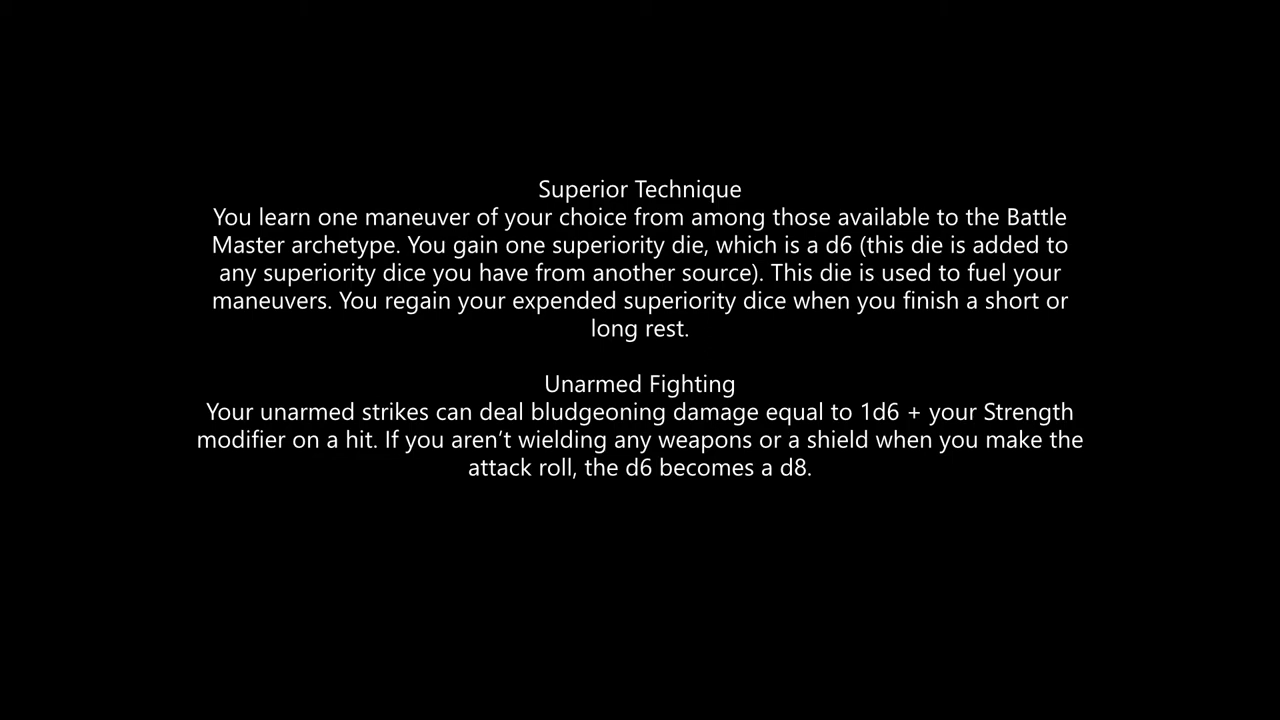 Superior Technique
You learn one maneuver of your choice from among those available to the Battle
Master archetype. You gain one superiority die, which is a d6 (this die is added to
any superiority dice you have from another source). This die is used to fuel your
maneuvers. You regain your expended superiority dice when you finish a short or
long rest.
Unarmed Fighting
Your unarmed strikes can deal bludgeoning damage equal to 1d6 + your Strength
modifier on a hit. If you aren’t wielding any weapons or a shield when you make the
attack roll, the d6 becomes a d8.